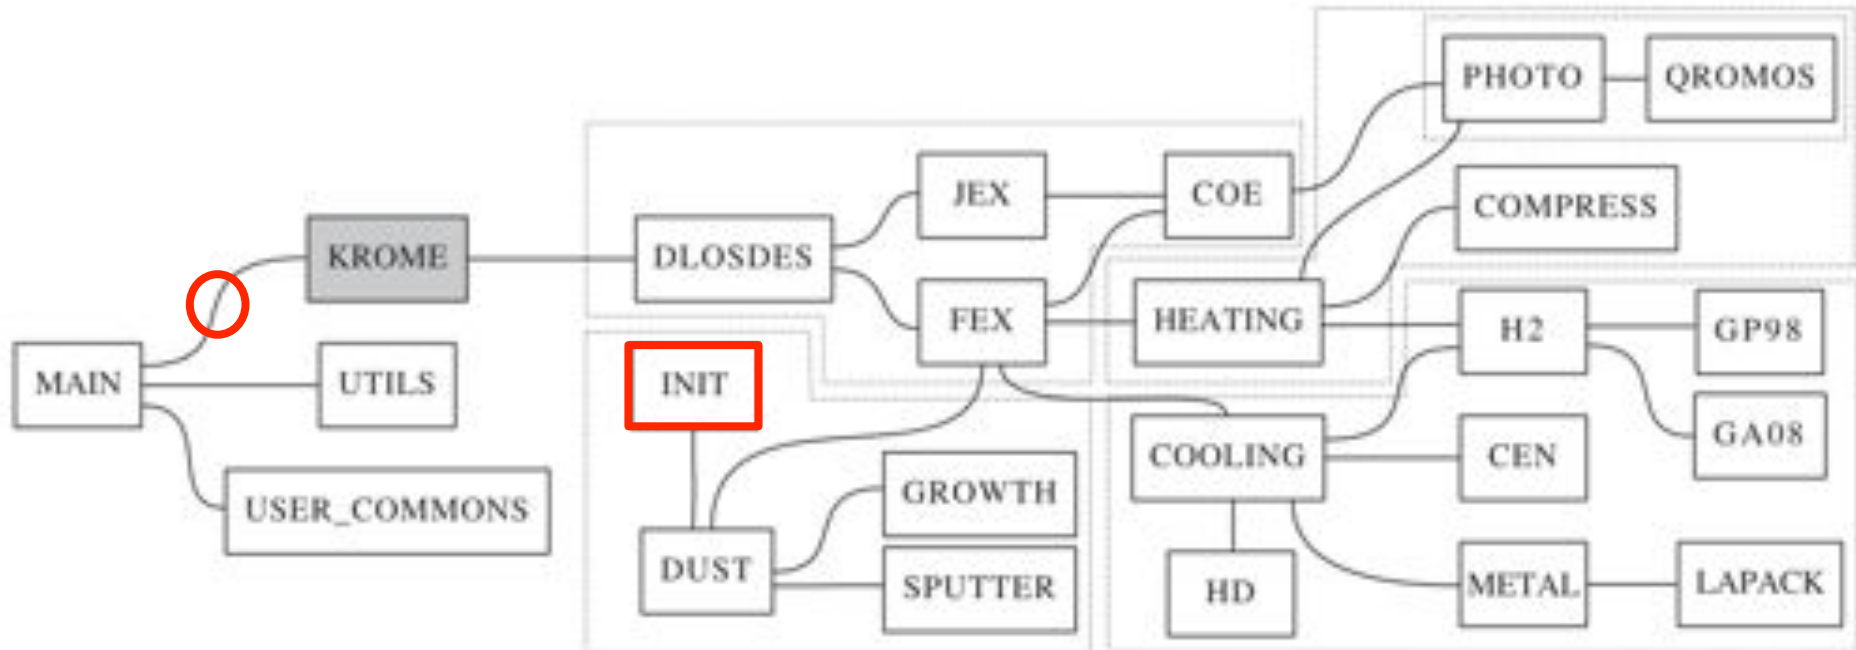 PHOTO
QROMOS
JEX
COE
COMPRESS
KROME
DLOSDES
FEX
HEATING
H2
GP98
MAIN
UTILS
INIT
GA08
COOLING
CEN
USER_COMMONS
GROWTH
DUST
SPUTTER
HD
METAL
LAPACK